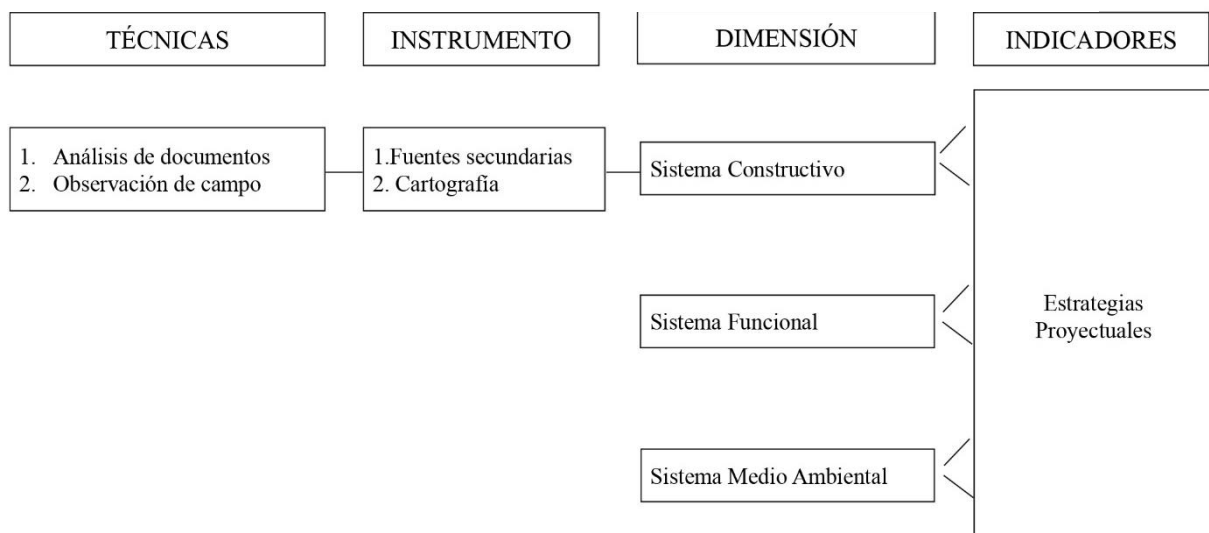 TÉCNICAS
INSTRUMENTO
DIMENSIÓN
INDICADORES
1. Análisis de documentos
2. Observación de campo
1.Fuentes secundarias
2. Cartografía
Sistema Constructivo
Sistema Funcional
Sistema Medio Ambiental
Estrategias
Proyectuales